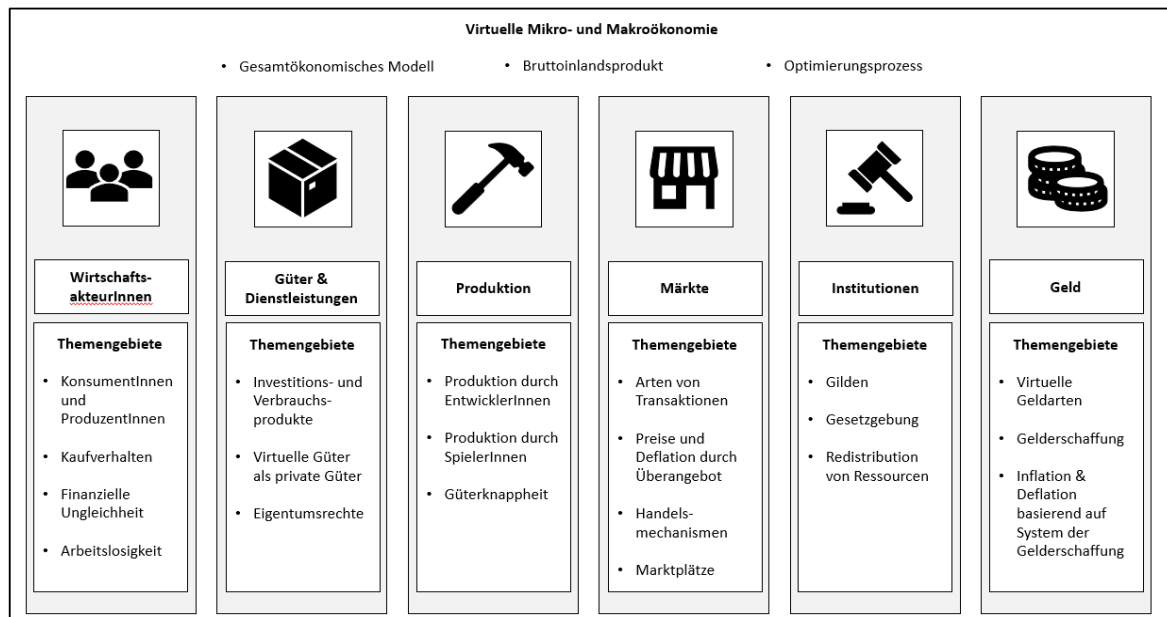 Virtuelle Mikro- und Makroökonomie
• Gesamtökonomisches Modell
• Bruttoinlandsprodukt
• Optimierungsprozess
Wirtschafts-
akteurInnen
Themengebiete
• KonsumentInnen
und
ProduzentInnen
• Kaufverhalten
• Finanzielle
Ungleichheit
• Arbeitslosigkeit
Güter &
Dienstleistungen
Themengebiete
• Investitions- und
Verbrauchs-
produkte
• Virtuelle Güter
als private Güter
• Eigentumsrechte
Produktion
Themengebiete
• Produktion durch
EntwicklerInnen
• Produktion durch
SpielerInnen
• Güterknappheit
Märkte
Themengebiete
• Arten von
Transaktionen
• Preise und
Deflation durch
Überangebot
• Handels-
mechanismen
• Marktplätze
Institutionen
Themengebiete
• Gilden
• Gesetzgebung
• Redistribution
von Ressourcen
Geld
Themengebiete
• Virtuelle
Geldarten
• Gelderschaffung
• Inflation &
Deflation
basierend auf
System der
Gelderschaffung